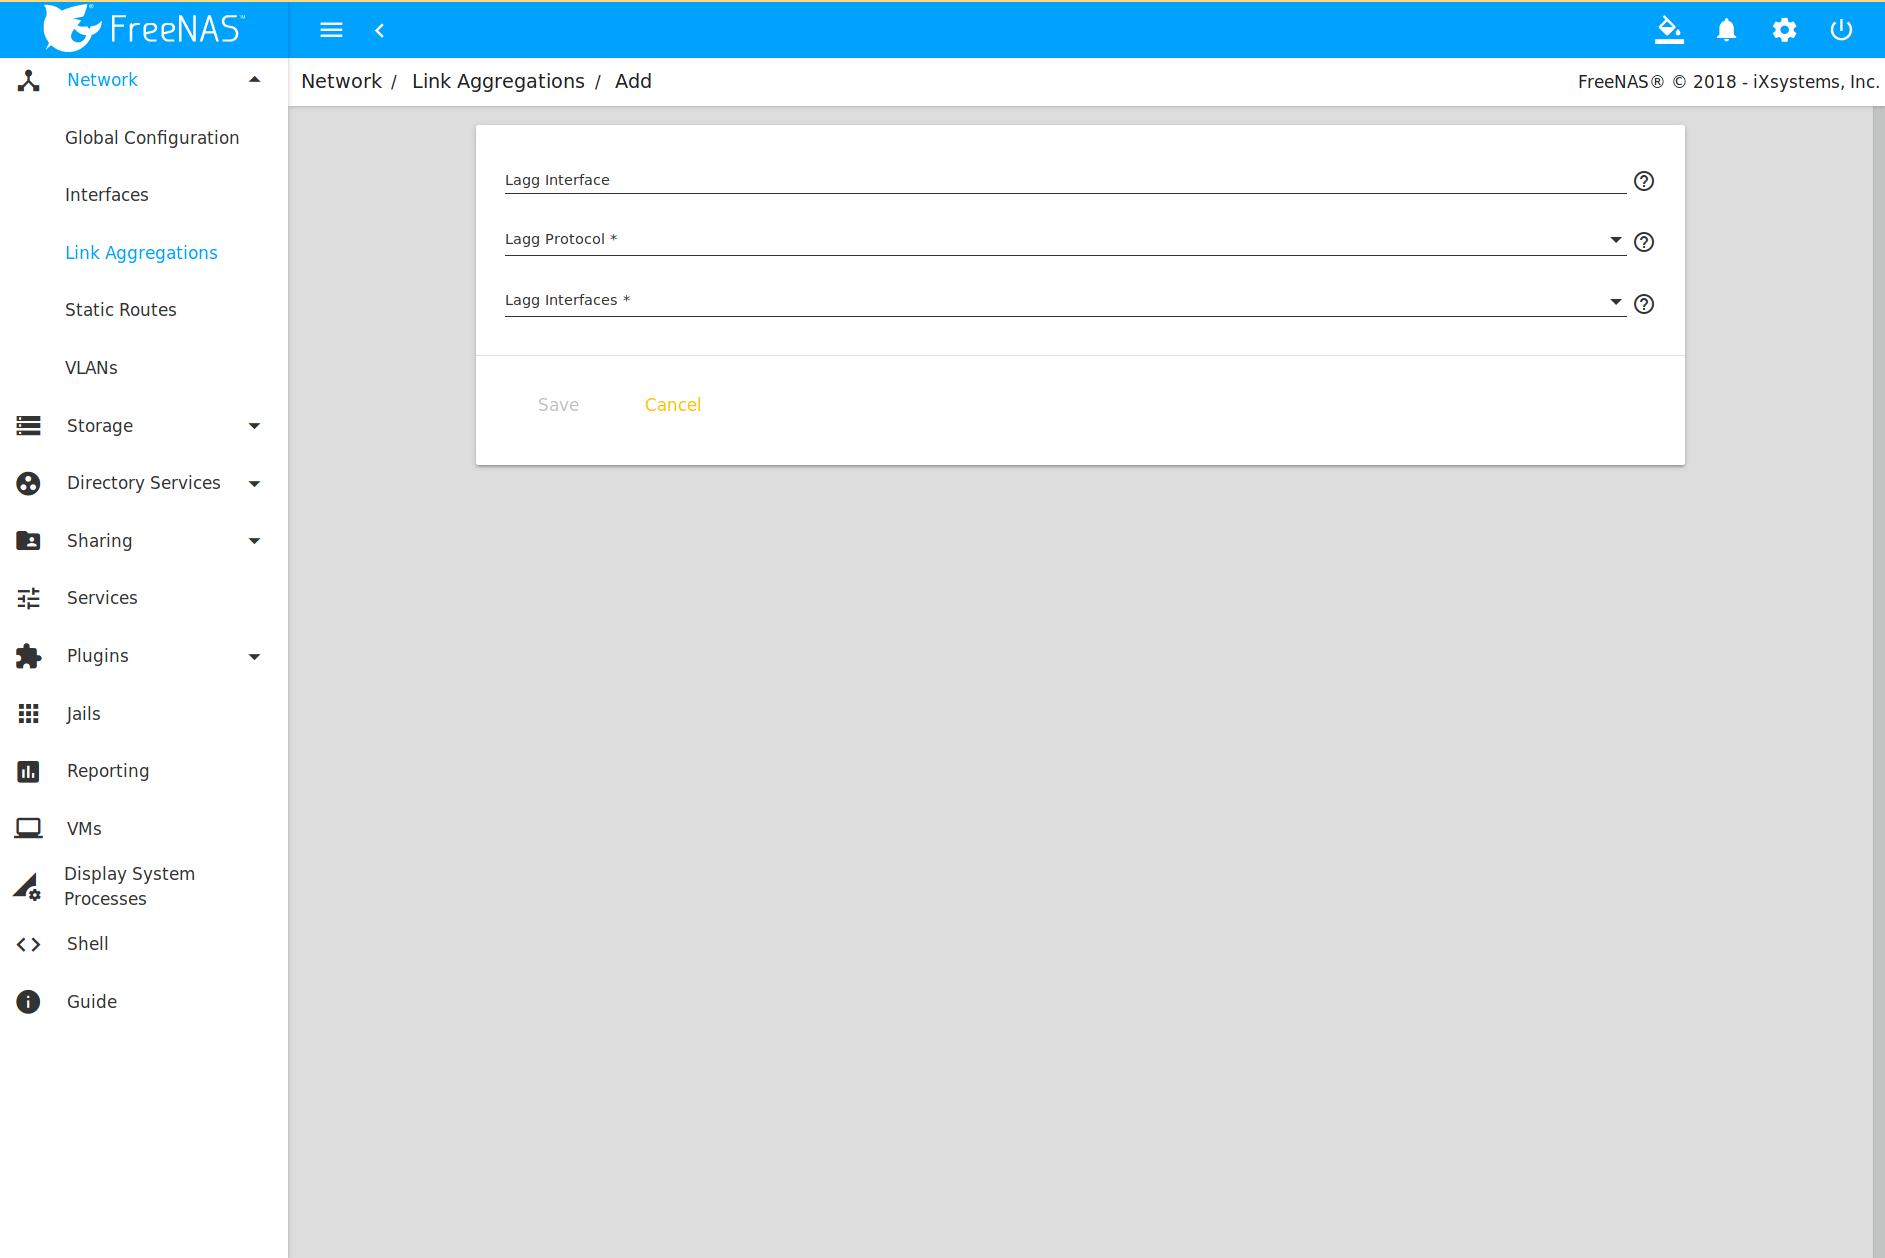 FreeNAS™
Network
Global Configuration
Interfaces
Link Aggregations
Static Routes
VLANs
Storage
Directory Services
Sharing
Services
Plugins
Jails
Reporting
VMs
Display System
Processes
Shell
Guide
Network / Link Aggregations / Add
FreeNAS® © 2018 - iXsystems, Inc.
Lagg Interface
Lagg Protocol *
Lagg Interfaces *
Save Cancel